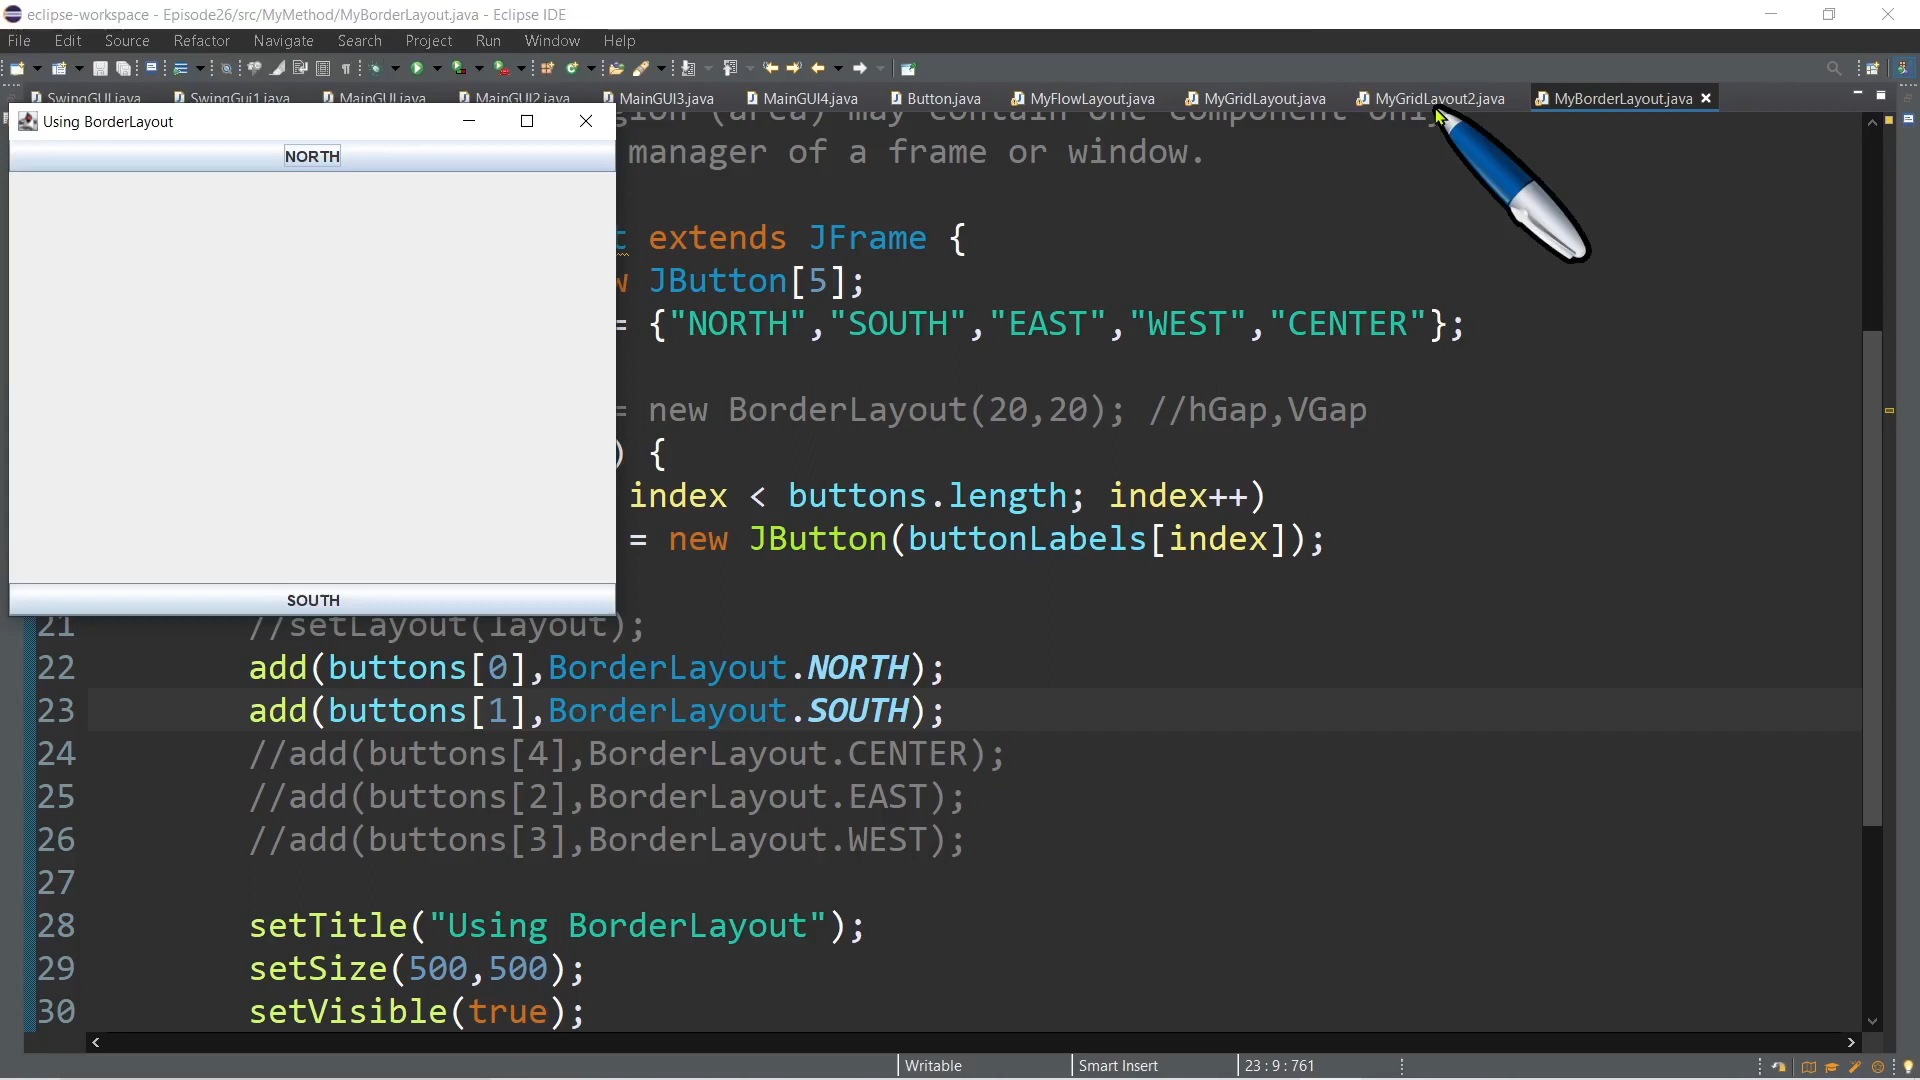 eclipse-workspace - Episode26/src/MyMethod/MyBorderLayout.java - Eclipse IDE
File Edit Source Refactor Navigate Search Project Run Window Help
SwingGUI.java SwingGui1.java MainGUI.java MainGUI2.java MainGUI3.java MainGUI4.java Button.java MyFlowLayout.java MyGridLayout.java MyGridLayout2.java MyBorderLayout.java
Using BorderLayout
NORTH
SOUTH
(area) may contain one component only
manager of a frame or window.
extends JFrame {
JButton[5];
= {"NORTH","SOUTH","EAST","WEST","CENTER"};
= new BorderLayout(20,20); //hGap,VGap
) {
index < buttons.length; index++)
= new JButton(buttonLabels[index]);
21 //setLayout(layout);
22 add(buttons[0],BorderLayout.NORTH);
23 add(buttons[1],BorderLayout.SOUTH);
24 //add(buttons[4],BorderLayout.CENTER);
25 //add(buttons[2],BorderLayout.EAST);
26 //add(buttons[3],BorderLayout.WEST);
27
28 setTitle("Using BorderLayout");
29 setSize(500,500);
30 setVisible(true);
Writable Smart Insert 23 : 9 : 761